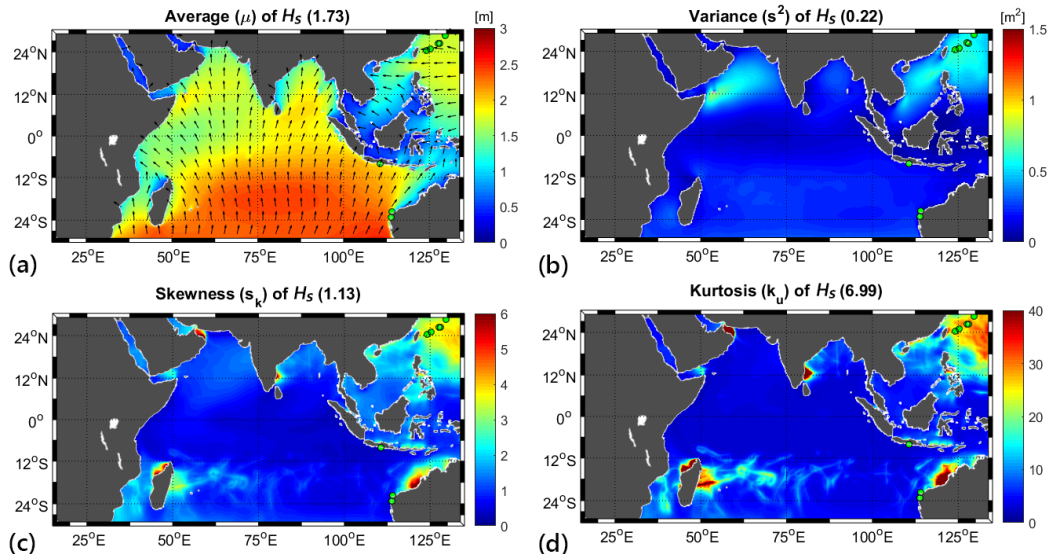 Average (μ) of Hs (1.73)
[m]
24°N
12°N
0°
12°S
24°S
25°E
50°E
75°E
100°E
125°E
3
2.5
2
1.5
1
0.5
0
(a)
Variance (s²) of Hs (0.22)
[m²]
24°N
12°N
0°
12°S
24°S
25°E
50°E
75°E
100°E
125°E
1.5
1
0.5
0
(b)
Skewness (s_k) of Hs (1.13)
24°N
12°N
0°
12°S
24°S
25°E
50°E
75°E
100°E
125°E
6
5
4
3
2
1
0
(c)
Kurtosis (k_u) of Hs (6.99)
24°N
12°N
0°
12°S
24°S
25°E
50°E
75°E
100°E
125°E
40
30
20
10
0
(d)